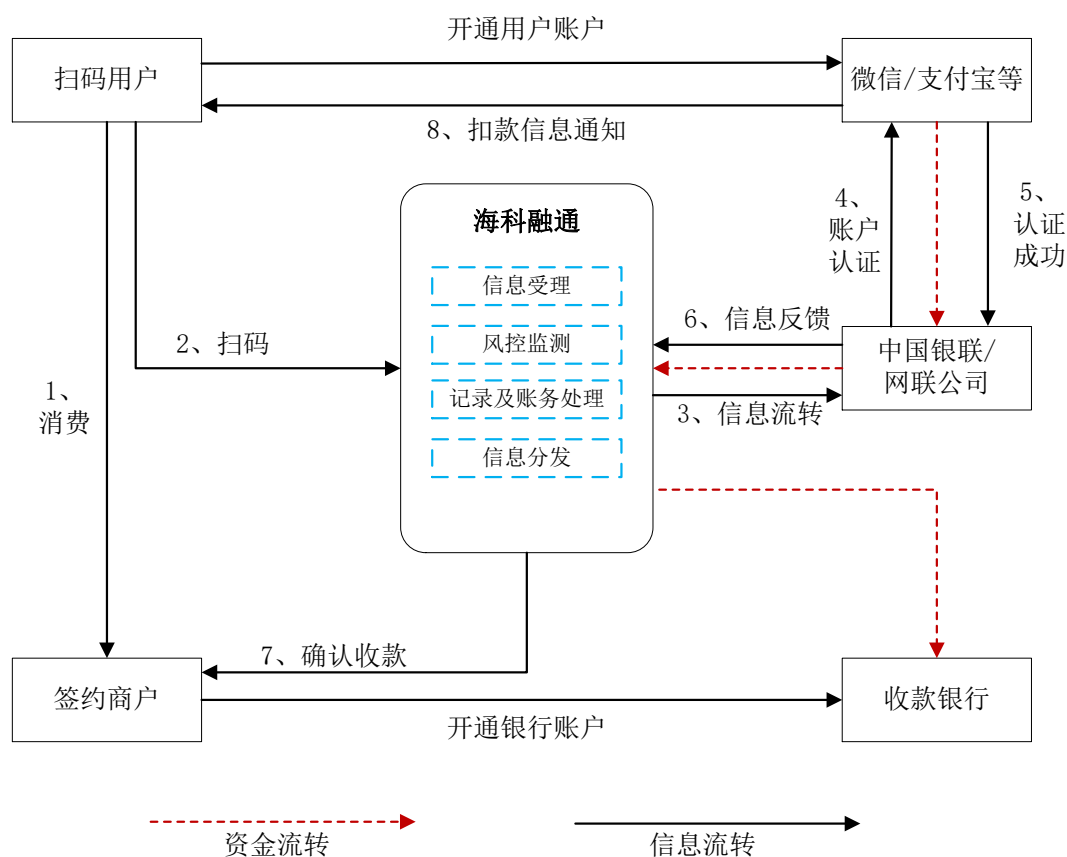 开通用户账户
扫码用户
微信/支付宝等
8、扣款信息通知
海科融通
4、
账户
认证
5、
认证
成功
信息受理
6、信息反馈
2、扫码
风控监测
中国银联/
网联公司
1、
消费
记录及账务处理
3、信息流转
信息分发
7、确认收款
签约商户
收款银行
开通银行账户
资金流转
信息流转